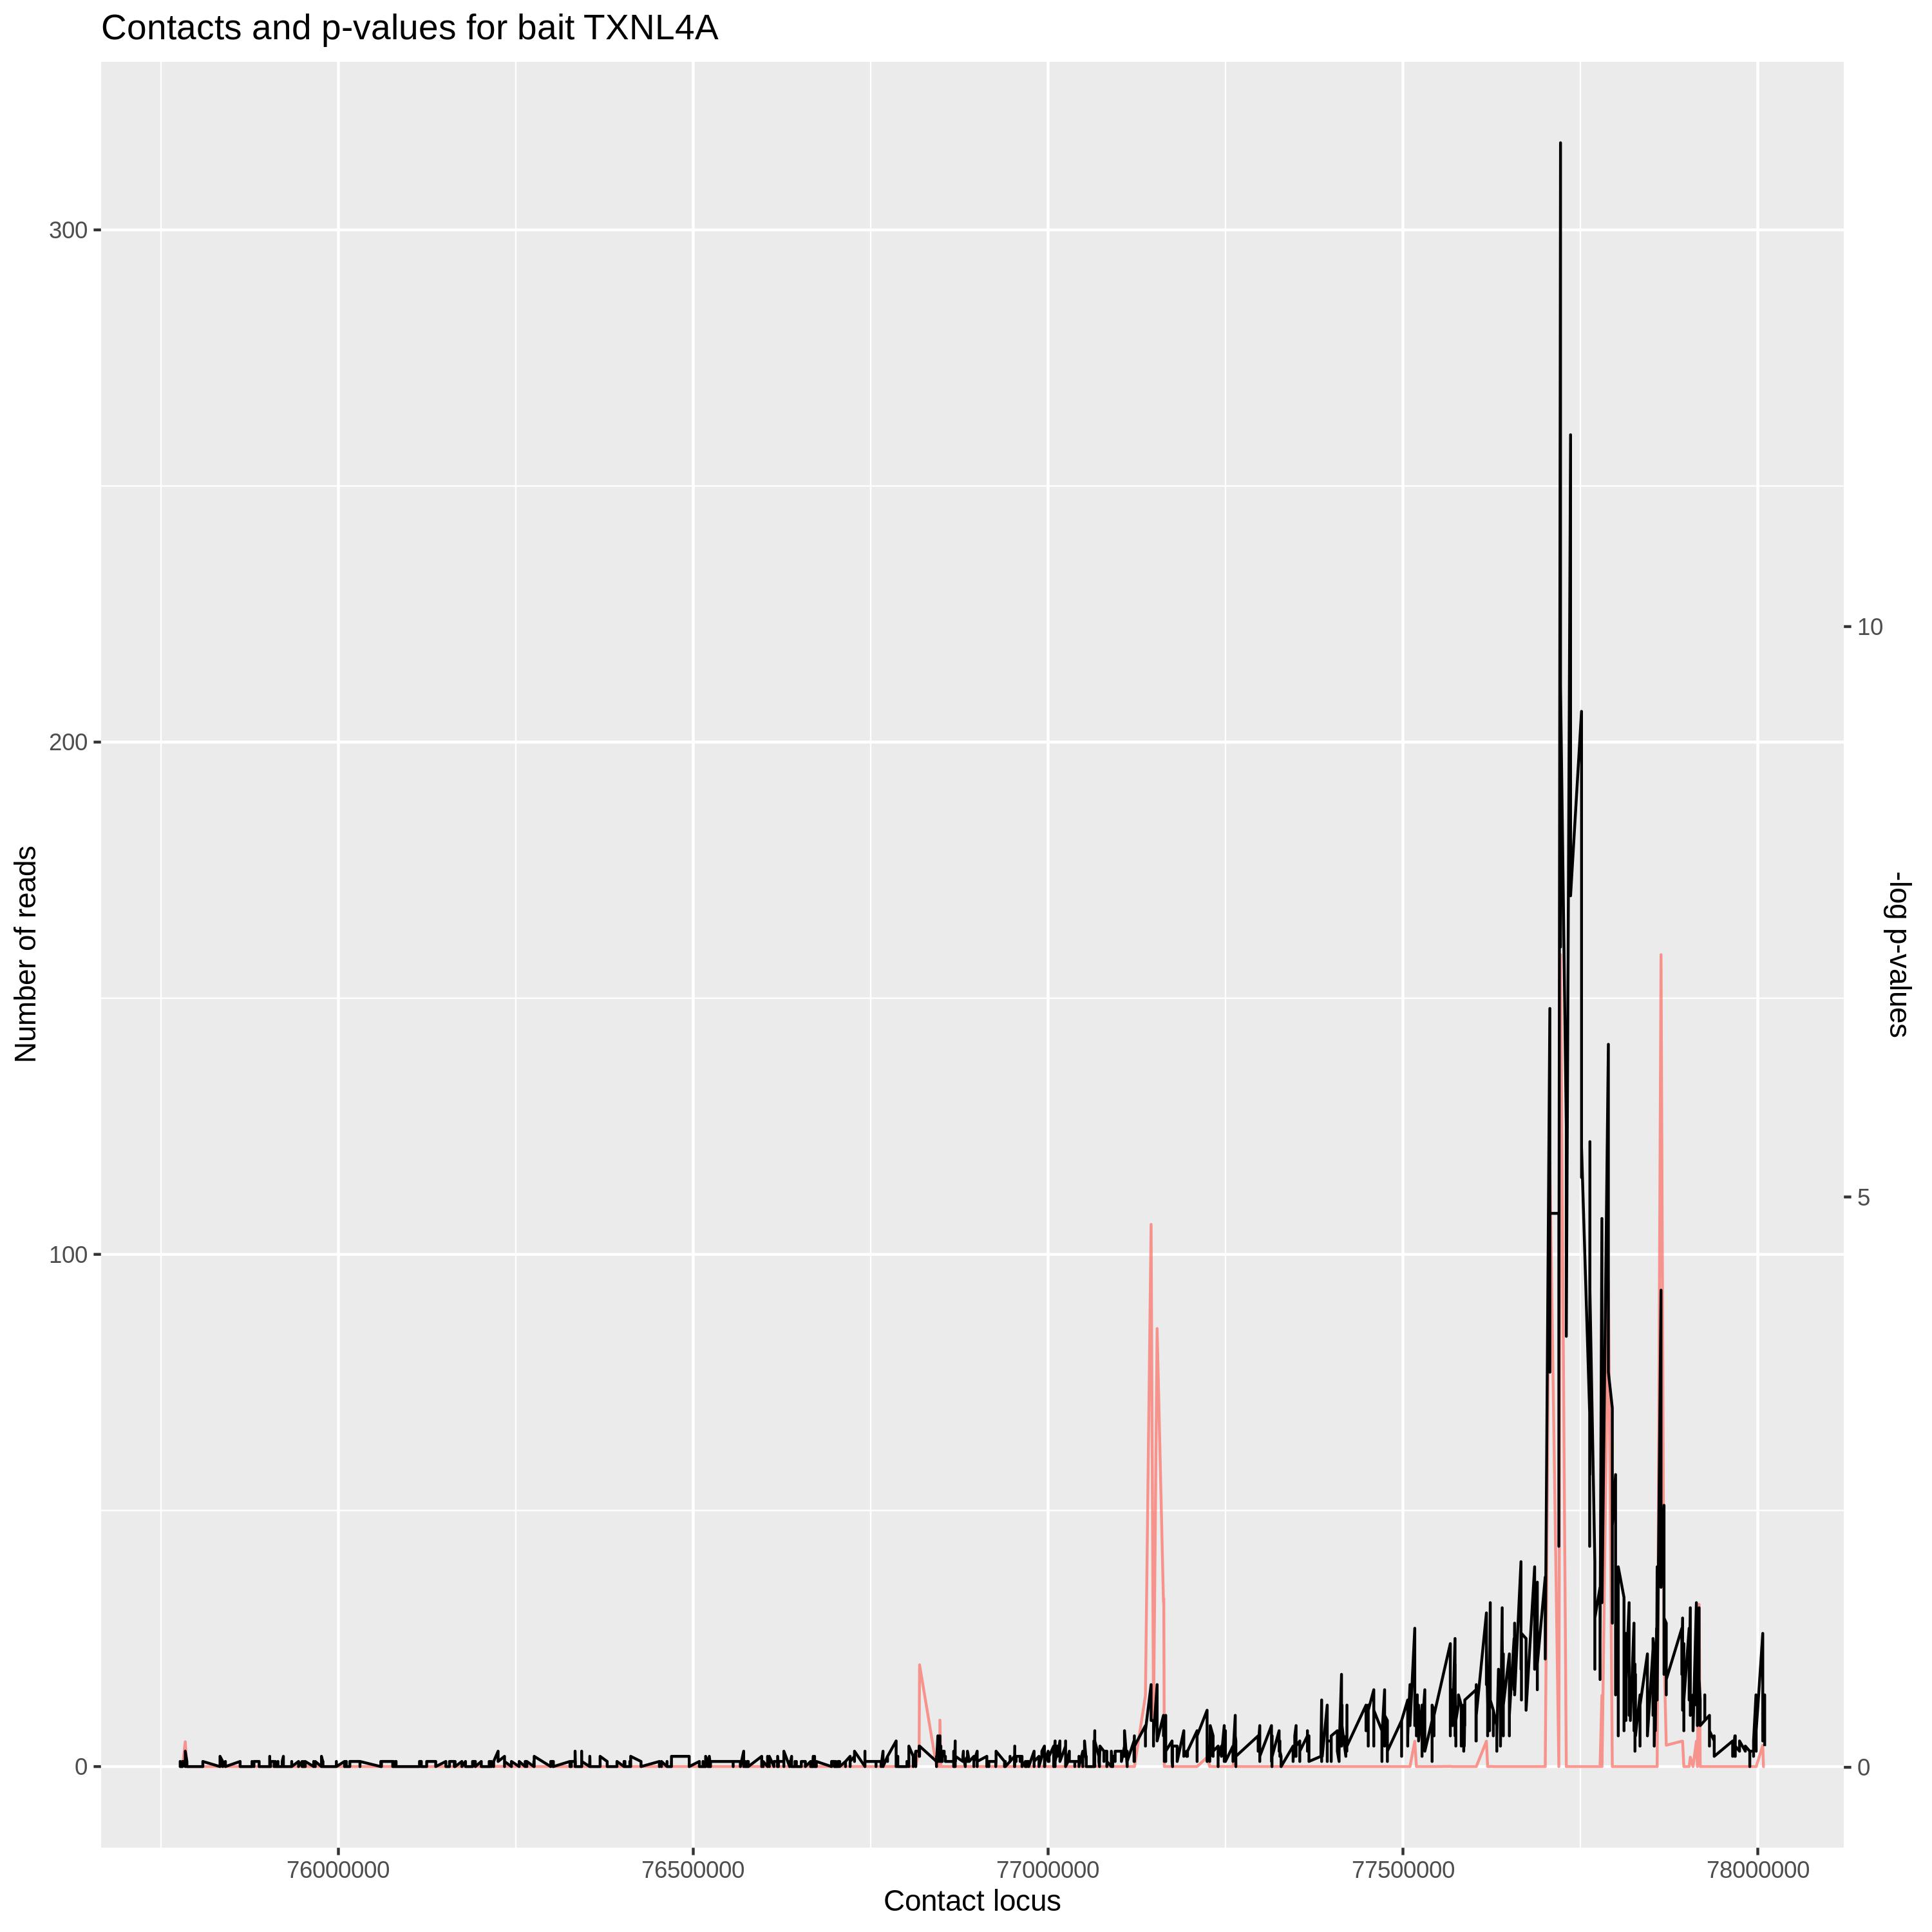 Contacts and p-values for bait TXNL4A
300
200
100
0
10
5
0
Number of reads
-log p-values
76000000 76500000 77000000 77500000 78000000
Contact locus